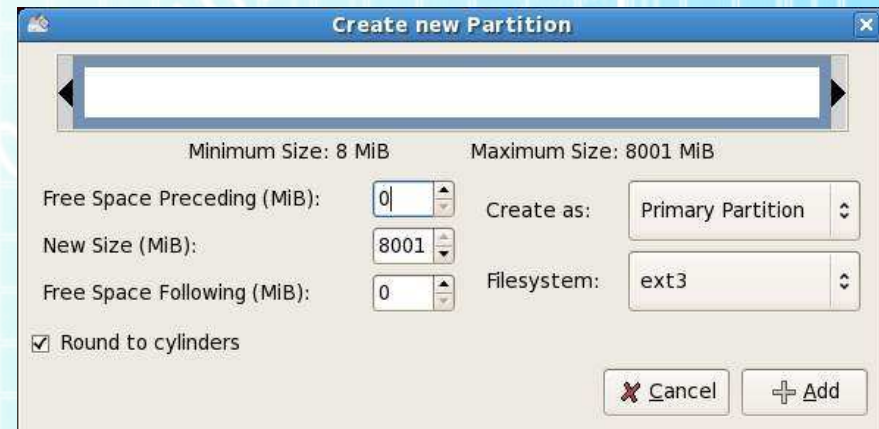 Create new Partition
Minimum Size: 8 MiB Maximum Size: 8001 MiB
Free Space Preceding (MiB): 0
New Size (MiB): 8001
Free Space Following (MiB): 0
Create as: Primary Partition
Filesystem: ext3
Round to cylinders
Cancel Add